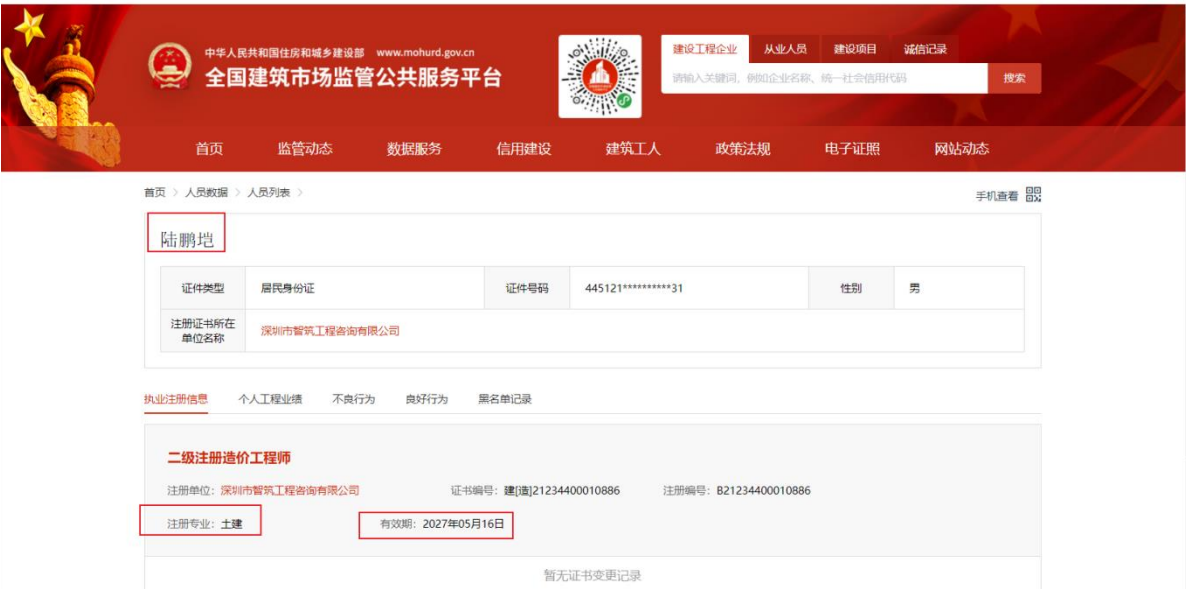 中华人民共和国住房和城乡建设部 www.mohurd.gov.cn
全国建筑市场监管公共服务平台
建设工程企业 从业人员 建设项目 诚信记录
请输入关键词，例如企业名称、统一社会信用代码 搜索
首页 监管动态 数据服务 信用建设 建筑工人 政策法规 电子证照 网站动态
首页 > 人员数据 > 人员列表 >
手机查看
陆鹏垲
证件类型 居民身份证 证件号码 445121**********31 性别 男
注册证书所在
单位名称
深圳市智筑工程咨询有限公司
执业注册信息 个人工程业绩 不良行为 良好行为 黑名单记录
二级注册造价工程师
注册单位：深圳市智筑工程咨询有限公司 证书编号：建[造]21234400010886 注册编号：B21234400010886
注册专业：土建 有效期：2027年05月16日
暂无证书变更记录